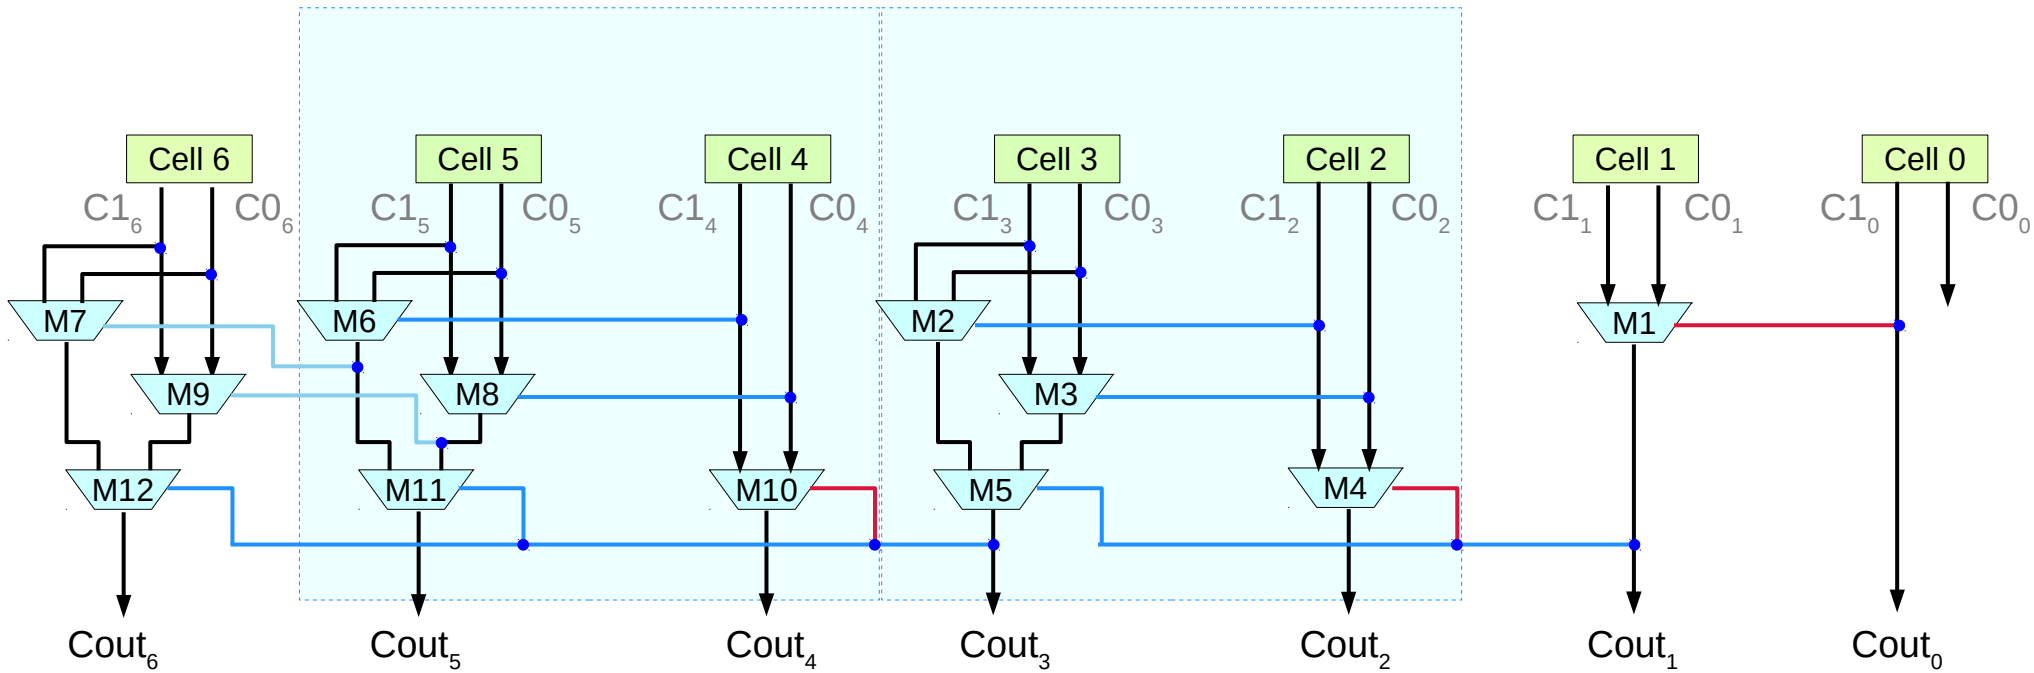 Cell 6 Cell 5 Cell 4 Cell 3 Cell 2 Cell 1 Cell 0
C1₆ C0₆ C1₅ C0₅ C1₄ C0₄ C1₃ C0₃ C1₂ C0₂ C1₁ C0₁ C1₀ C0₀
M7 M6 M2 M1
M9 M8 M3
M12 M11 M10 M5 M4
Cout₆ Cout₅ Cout₄ Cout₃ Cout₂ Cout₁ Cout₀